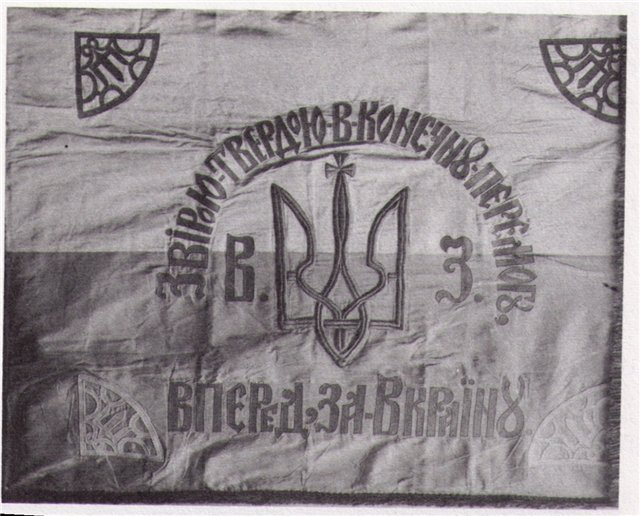 З ВІРОЮ ТВЕРДОЮ В КОНЕЧНУ ПЕРЕМОГУ.
В. З.
ВПЕРЕД, ЗА ВКРАЇНУ